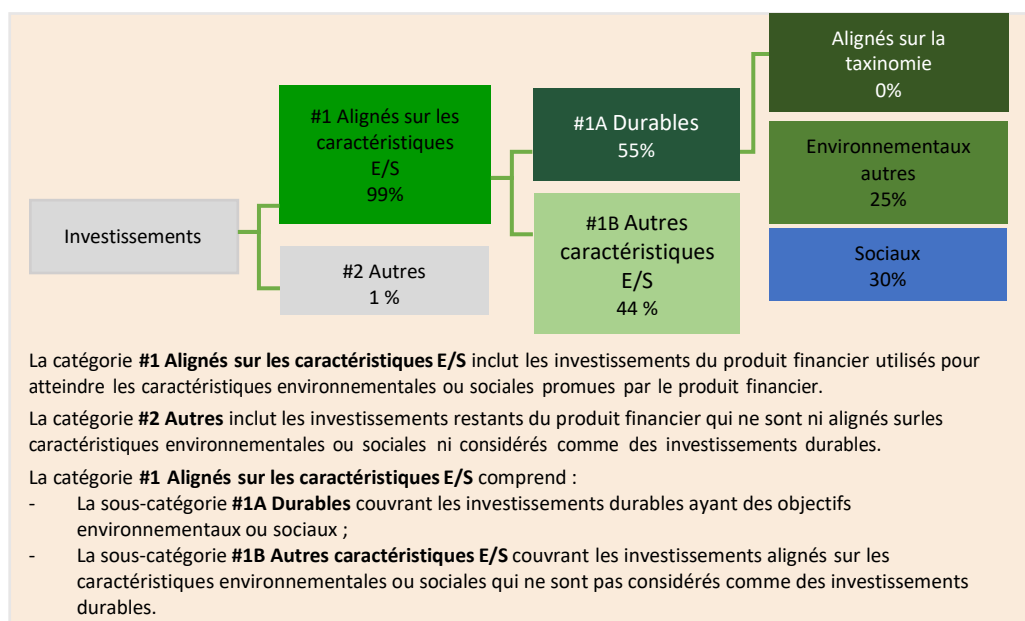 Alignés sur la
taxinomie
0%
#1 Alignés sur les
caractéristiques
E/S
99%
#1A Durables
55%
Environnementaux
autres
25%
Investissements
#1B Autres
caractéristiques
E/S
44 %
Sociaux
30%
#2 Autres
1 %
La catégorie #1 Alignés sur les caractéristiques E/S inclut les investissements du produit financier utilisés pour
atteindre les caractéristiques environnementales ou sociales promues par le produit financier.
La catégorie #2 Autres inclut les investissements restants du produit financier qui ne sont ni alignés surles
caractéristiques environnementales ou sociales ni considérés comme des investissements durables.
La catégorie #1 Alignés sur les caractéristiques E/S comprend :
- La sous-catégorie #1A Durables couvrant les investissements durables ayant des objectifs
environnementaux ou sociaux ;
- La sous-catégorie #1B Autres caractéristiques E/S couvrant les investissements alignés sur les
caractéristiques environnementales ou sociales qui ne sont pas considérés comme des investissements
durables.